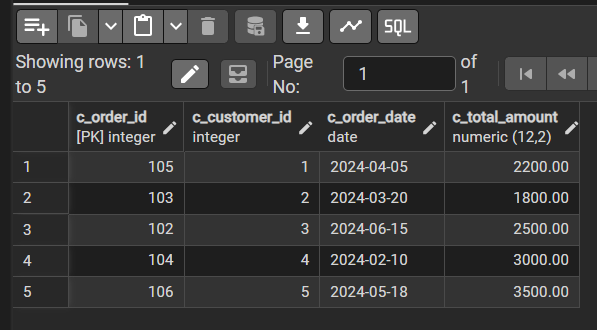 SQL
Showing rows: 1 to 5
Page No:
1
of 1
c_order_id [PK] integer
c_customer_id integer
c_order_date date
c_total_amount numeric (12,2)
1 105 1 2024-04-05 2200.00
2 103 2 2024-03-20 1800.00
3 102 3 2024-06-15 2500.00
4 104 4 2024-02-10 3000.00
5 106 5 2024-05-18 3500.00